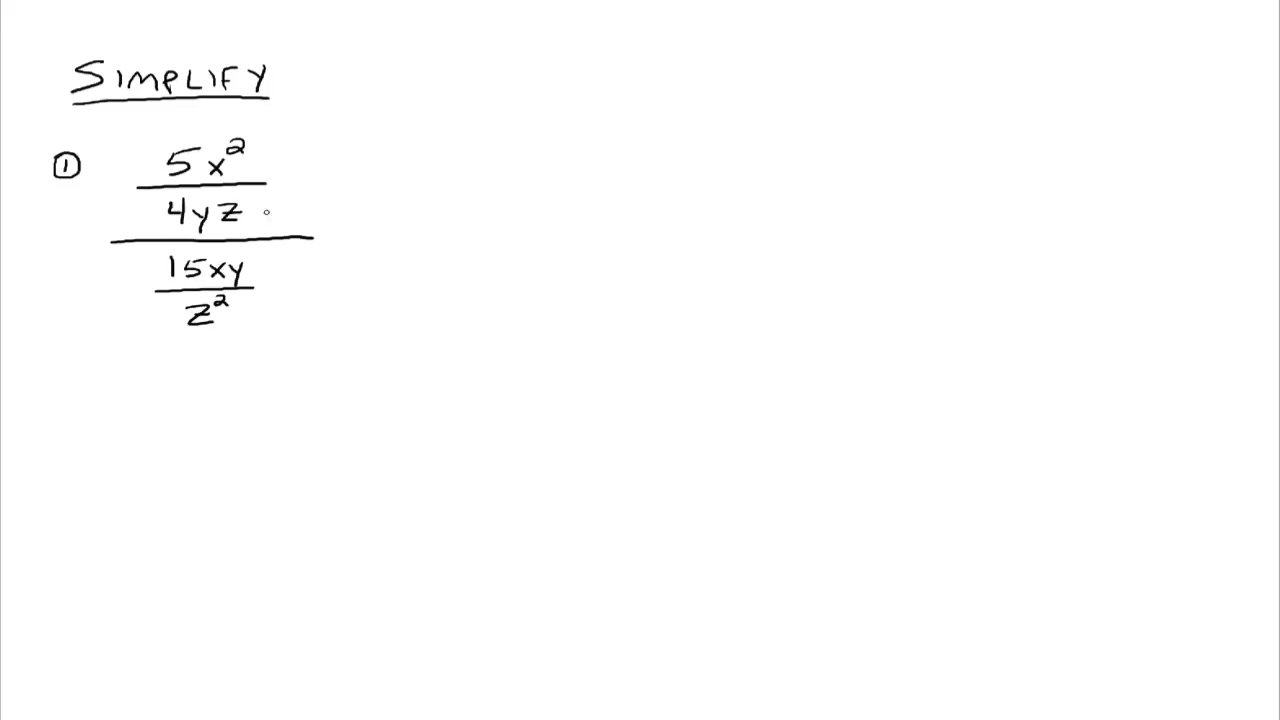 SIMPLIFY
① 5x²
4yz
15xy
z²